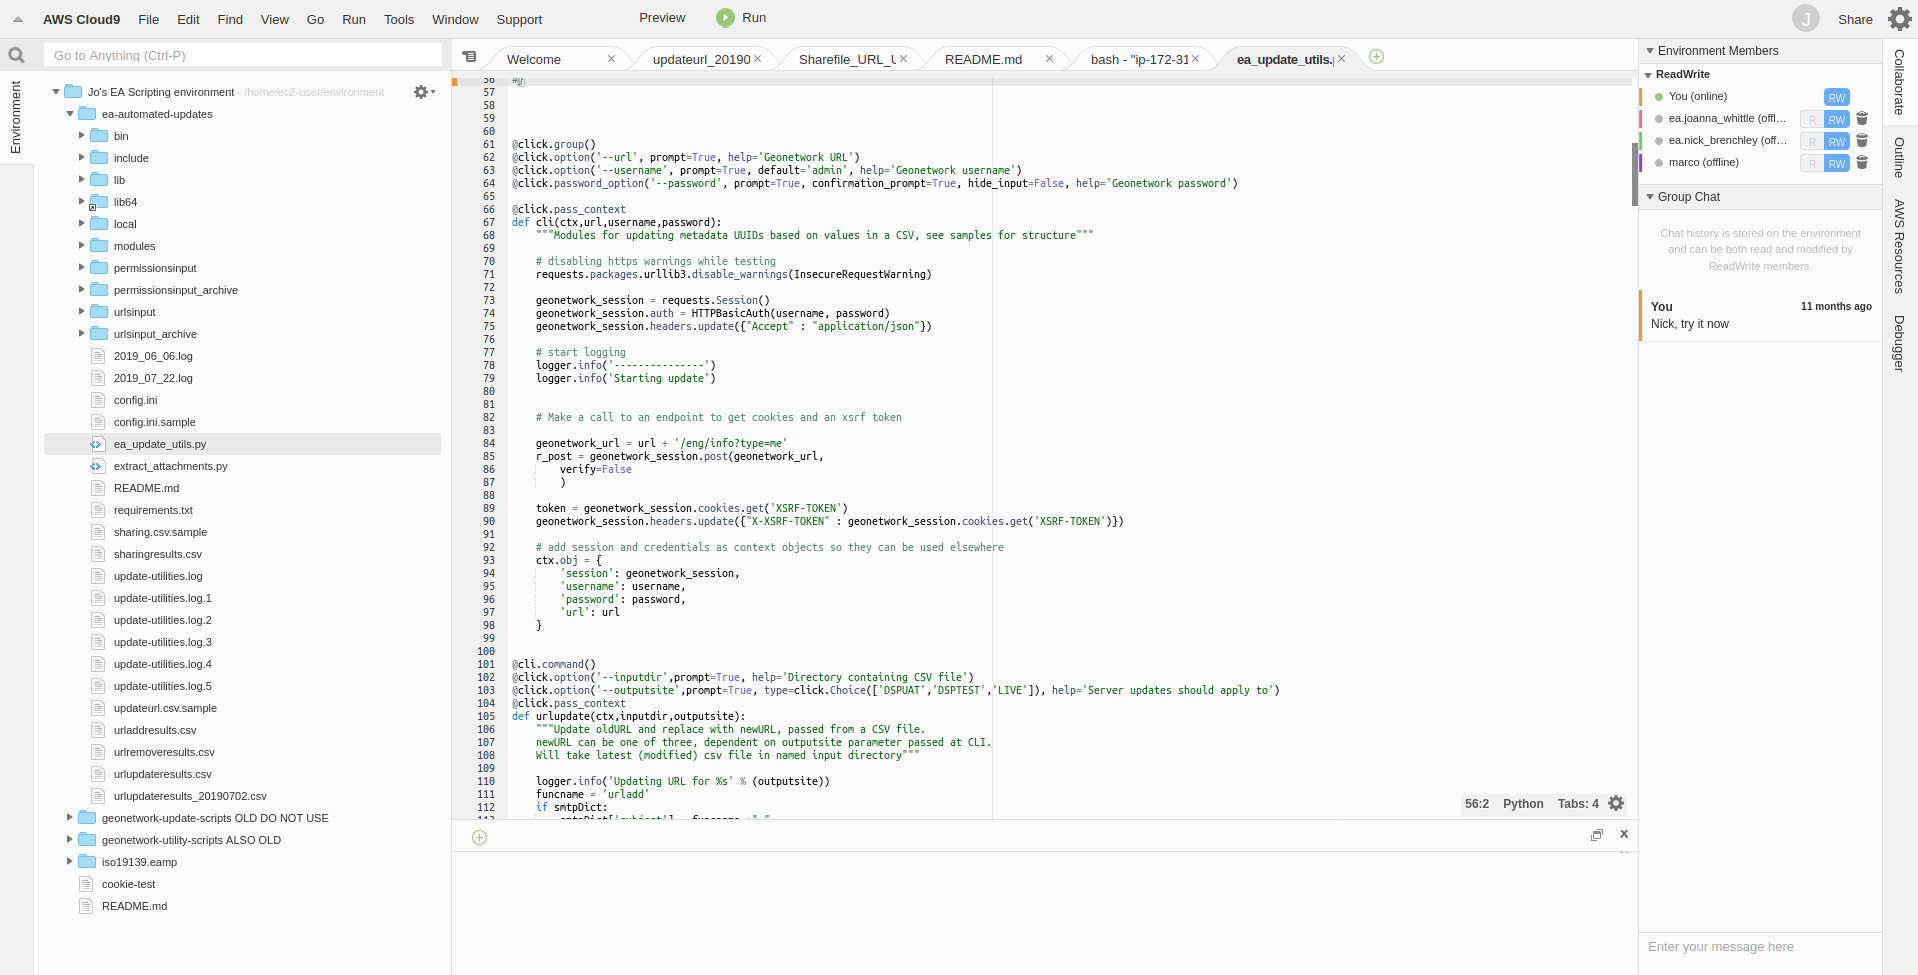 AWS Cloud9 File Edit Find View Go Run Tools Window Support Preview Run J Share
Go to Anything (Ctrl-P)
Environment
Jo's EA Scripting environment - /home/ec2-user/environment
ea-automated-updates
bin
include
lib
lib64
local
modules
permissionsinput
permissionsinput_archive
urlsinput
urlsinput_archive
2019_06_06.log
2019_07_22.log
config.ini
config.ini.sample
ea_update_utils.py
extract_attachments.py
README.md
requirements.txt
sharing.csv.sample
sharingresults.csv
update-utilities.log
update-utilities.log.1
update-utilities.log.2
update-utilities.log.3
update-utilities.log.4
update-utilities.log.5
updateurl.csv.sample
urladdresults.csv
urlremoveresults.csv
urlupdateresults.csv
urlupdateresults_20190702.csv
geonetwork-update-scripts OLD DO NOT USE
geonetwork-utility-scripts ALSO OLD
iso19139.eamp
cookie-test
README.md
Welcome updateurl_20190 Sharefile_URL_U README.md bash - "ip-172-31 ea_update_utils.p
56 #}
57
58
59
60
61 @click.group()
62 @click.option('--url', prompt=True, help='Geonetwork URL')
63 @click.option('--username', prompt=True, default='admin', help='Geonetwork username')
64 @click.password_option('--password', prompt=True, confirmation_prompt=True, hide_input=False, help='Geonetwork password')
65
66 @click.pass_context
67 def cli(ctx,url,username,password):
68 """Modules for updating metadata UUIDs based on values in a CSV, see samples for structure"""
69
70 # disabling https warnings while testing
71 requests.packages.urllib3.disable_warnings(InsecureRequestWarning)
72
73 geonetwork_session = requests.Session()
74 geonetwork_session.auth = HTTPBasicAuth(username, password)
75 geonetwork_session.headers.update({"Accept" : "application/json"})
76
77 # start logging
78 logger.info('---------------')
79 logger.info('Starting update')
80
81
82 # Make a call to an endpoint to get cookies and an xsrf token
83
84 geonetwork_url = url + '/eng/info?type=me'
85 r_post = geonetwork_session.post(geonetwork_url,
86 verify=False
87 )
88
89 token = geonetwork_session.cookies.get('XSRF-TOKEN')
90 geonetwork_session.headers.update({"X-XSRF-TOKEN" : geonetwork_session.cookies.get('XSRF-TOKEN')})
91
92 # add session and credentials as context objects so they can be used elsewhere
93 ctx.obj = {
94 'session': geonetwork_session,
95 'username': username,
96 'password': password,
97 'url': url
98 }
99
100
101 @cli.command()
102 @click.option('--inputdir',prompt=True, help='Directory containing CSV file')
103 @click.option('--outputsite',prompt=True, type=click.Choice(['DSPUAT','DSPTEST','LIVE']), help='Server updates should apply to')
104 @click.pass_context
105 def urlupdate(ctx,inputdir,outputsite):
106 """Update oldURL and replace with newURL, passed from a CSV file.
107 newURL can be one of three, dependent on outputsite parameter passed at CLI.
108 Will take latest (modified) csv file in named input directory"""
109
110 logger.info('Updating URL for %s' % (outputsite))
111 funcname = 'urladd'
112 if smtpDict:
56:2 Python Tabs: 4
Environment Members
ReadWrite
You (online) RW
ea.joanna_whittle (offl... R RW
ea.nick_brenchley (off... R RW
marco (offline) R RW
Group Chat
Chat history is stored on the environment
and can be both read and modified by
ReadWrite members.
You 11 months ago
Nick, try it now
Enter your message here
Collaborate
Outline
AWS Resources
Debugger